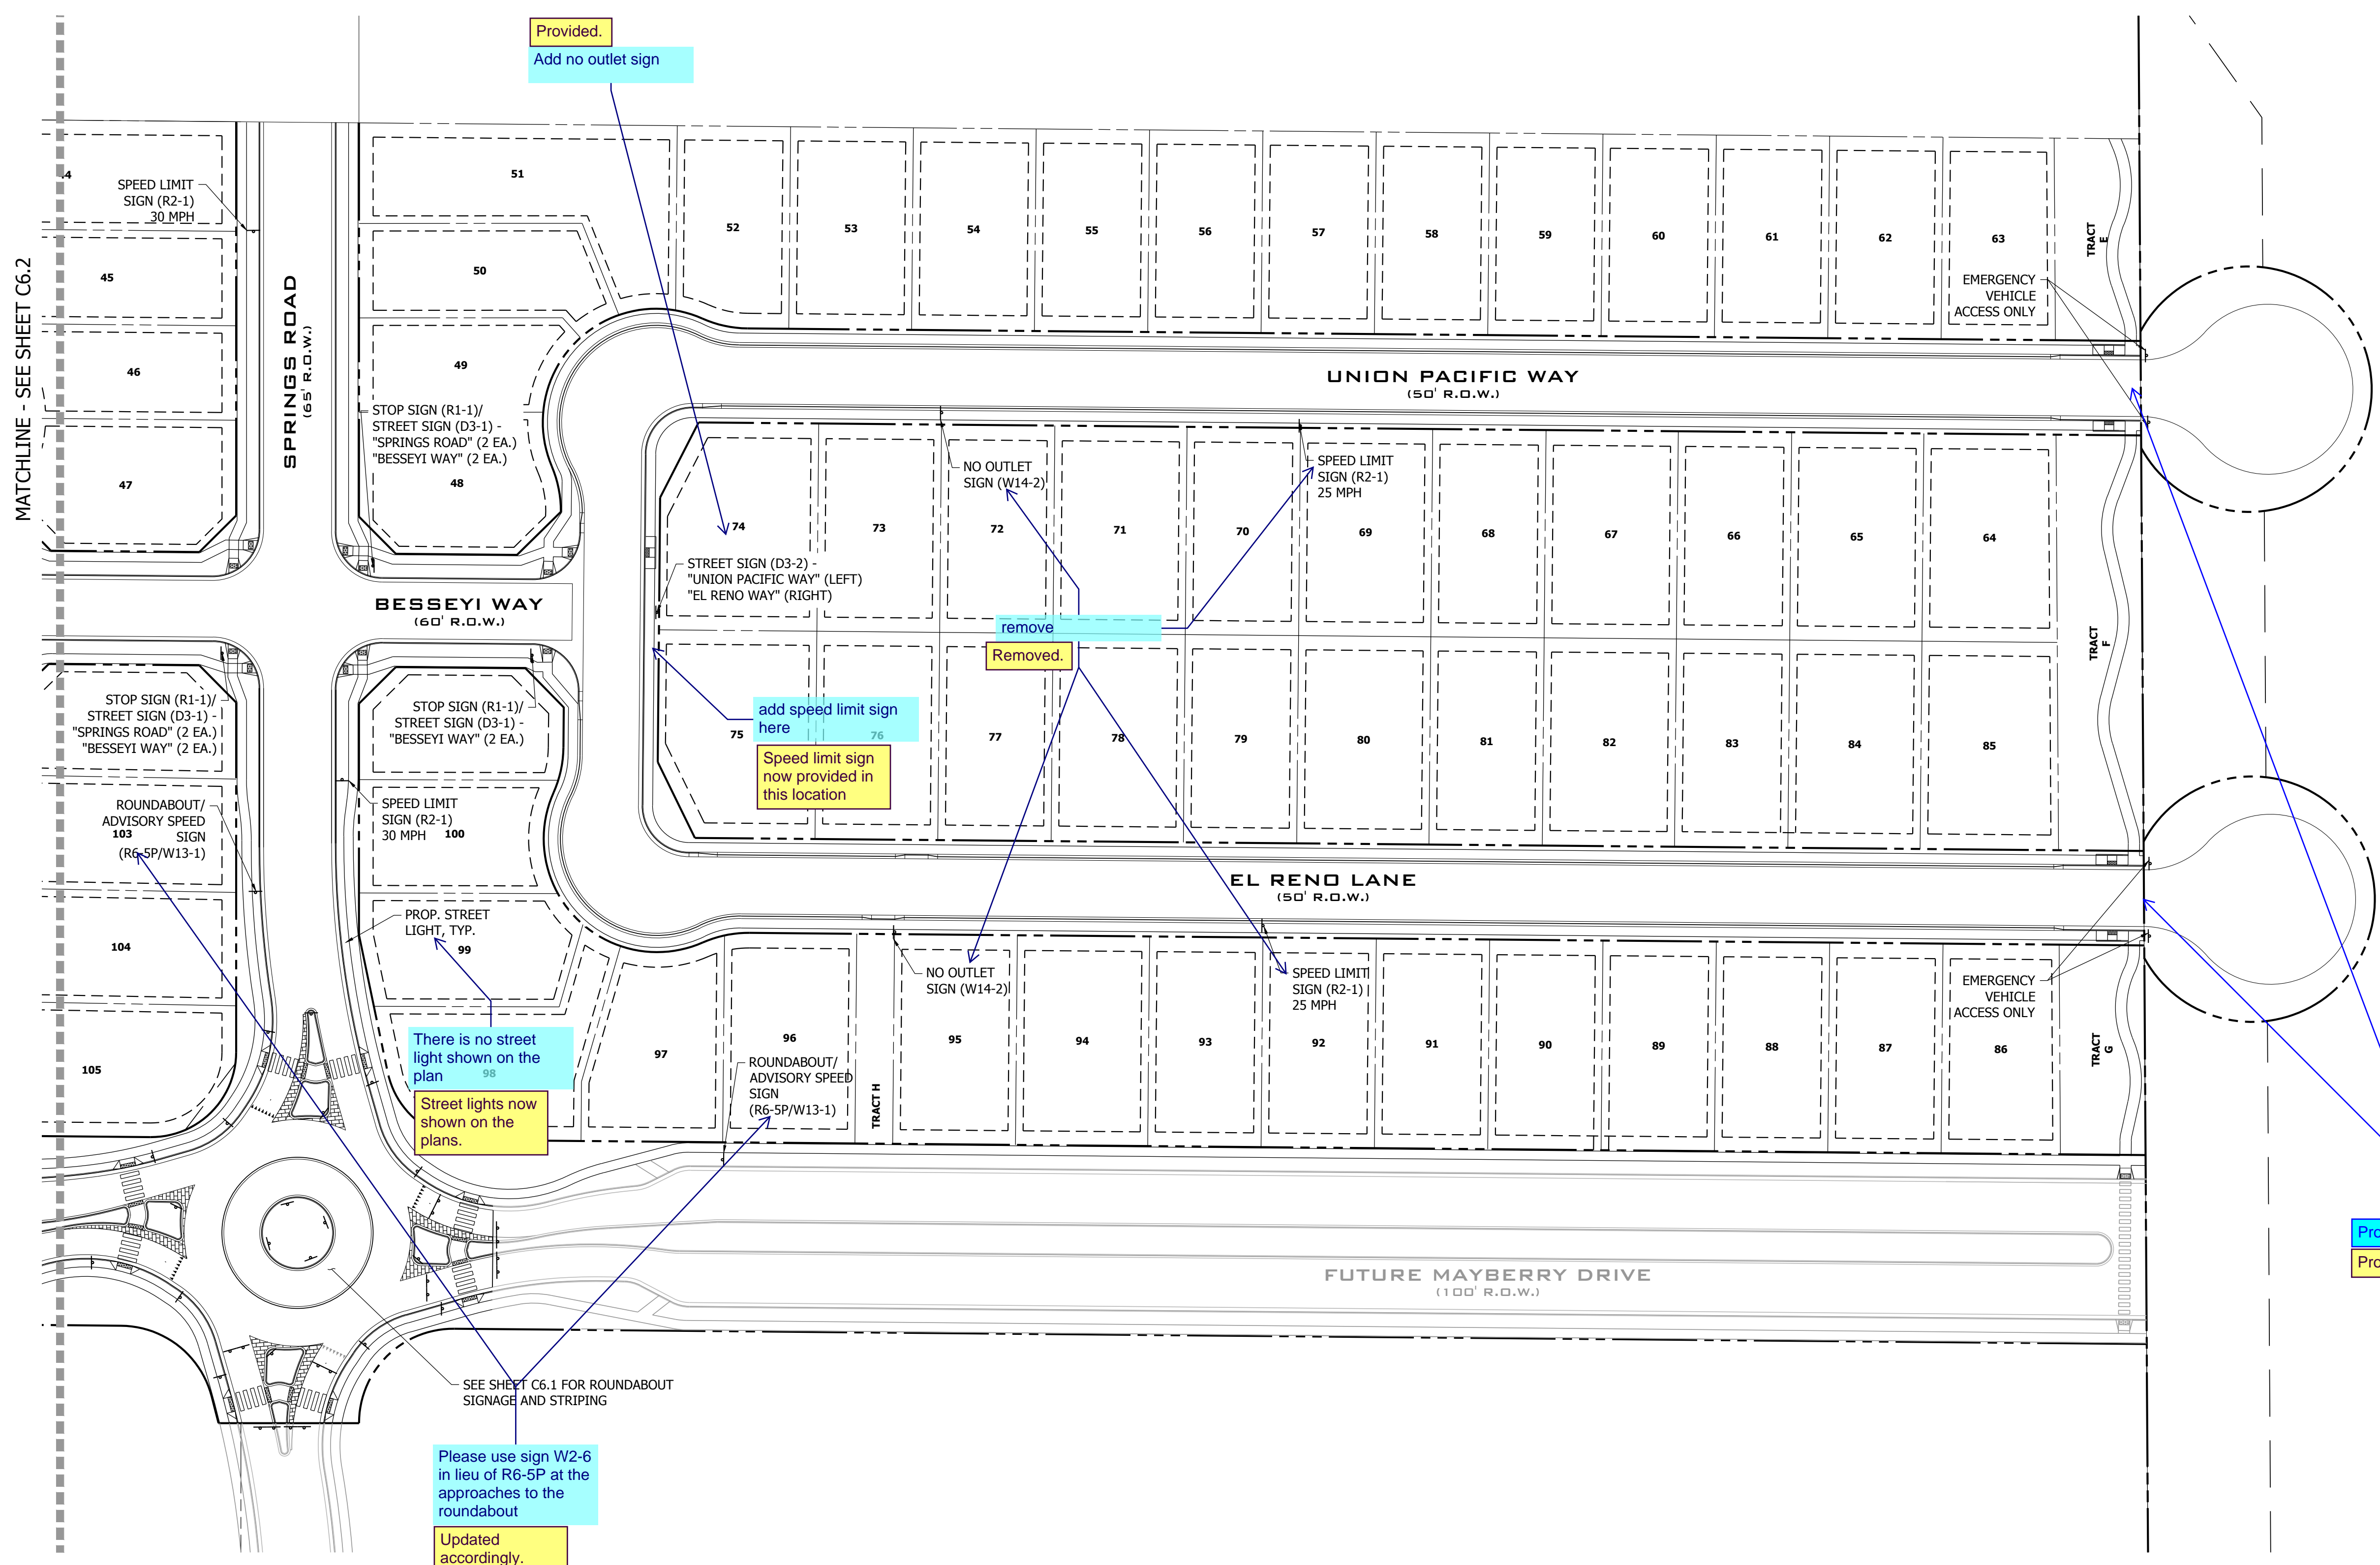 Provided.
Add no outlet sign
MATCHLINE - SEE SHEET C6.2
SPEED LIMIT
SIGN (R2-1)
30 MPH
45
46
47
SPRINGS ROAD
(65' R.O.W.)
51
50
49
48
STOP SIGN (R1-1)/
STREET SIGN (D3-1) -
"SPRINGS ROAD" (2 EA.)
"BESSEYI WAY" (2 EA.)
52
53
54
55
56
57
58
59
60
61
62
63
TRACT
E
EMERGENCY
VEHICLE
ACCESS ONLY
UNION PACIFIC WAY
(50' R.O.W.)
NO OUTLET
SIGN (W14-2)
SPEED LIMIT
SIGN (R2-1)
25 MPH
74
73
72
71
70
69
68
67
66
65
64
STREET SIGN (D3-2) -
"UNION PACIFIC WAY" (LEFT)
"EL RENO WAY" (RIGHT)
BESSEYI WAY
(60' R.O.W.)
remove
Removed.
TRACT
F
STOP SIGN (R1-1)/
STREET SIGN (D3-1) -
"SPRINGS ROAD" (2 EA.)
"BESSEYI WAY" (2 EA.)
STOP SIGN (R1-1)/
STREET SIGN (D3-1) -
"BESSEYI WAY" (2 EA.)
add speed limit sign
here
Speed limit sign
now provided in
this location
75
76
77
78
79
80
81
82
83
84
85
ROUNDABOUT/
ADVISORY SPEED
SIGN
(R6-5P/W13-1)
103
SPEED LIMIT
SIGN (R2-1)
30 MPH
100
EL RENO LANE
(50' R.O.W.)
PROP. STREET
LIGHT, TYP.
99
104
NO OUTLET
SIGN (W14-2)
SPEED LIMIT
SIGN (R2-1)
25 MPH
EMERGENCY
VEHICLE
ACCESS ONLY
There is no street
light shown on the
plan
98
Street lights now
shown on the
plans.
105
97
96
ROUNDABOUT/
ADVISORY SPEED
SIGN
(R6-5P/W13-1)
TRACT H
95
94
93
92
91
90
89
88
87
86
TRACT
G
FUTURE MAYBERRY DRIVE
(100' R.O.W.)
SEE SHEET C6.1 FOR ROUNDABOUT
SIGNAGE AND STRIPING
Please use sign W2-6
in lieu of R6-5P at the
approaches to the
roundabout
Updated
accordingly.